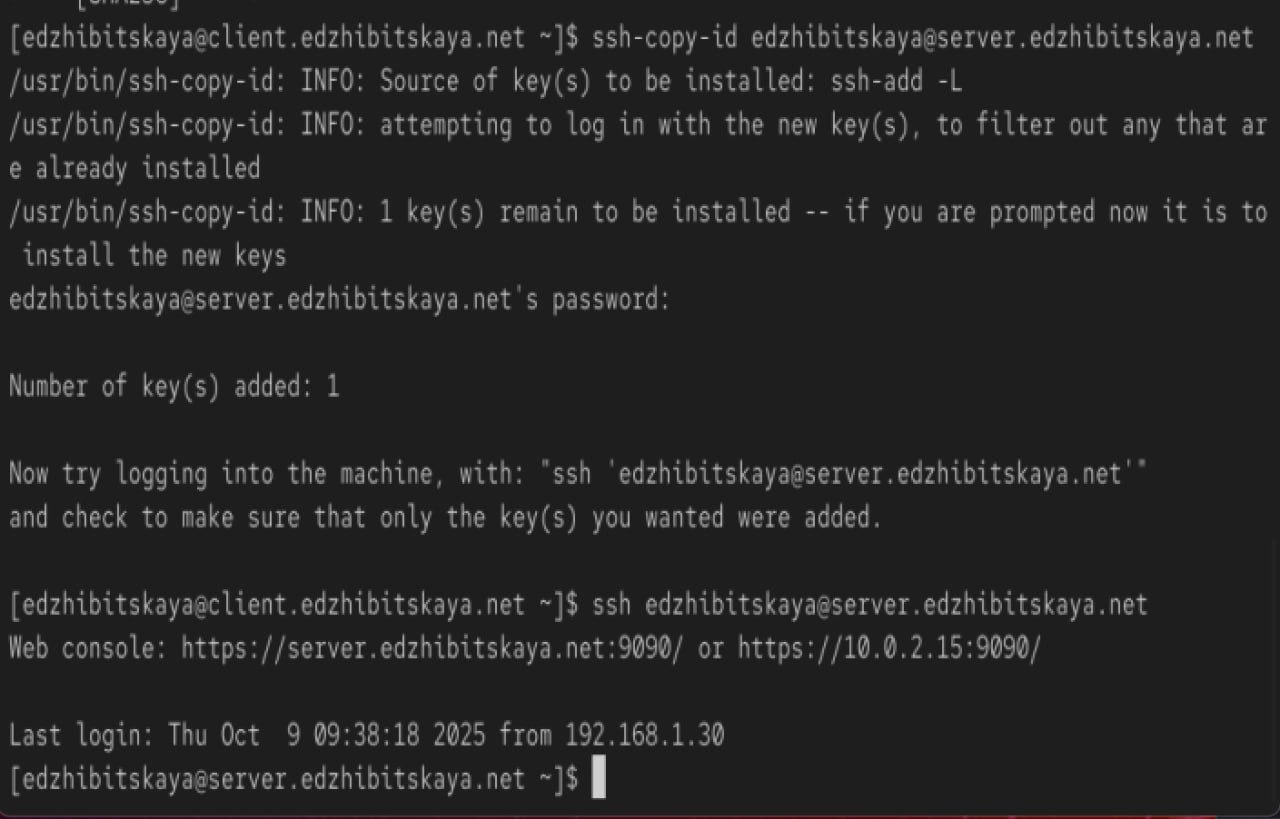 [edzhibitskaya@client.edzhibitskaya.net ~]$ ssh-copy-id edzhibitskaya@server.edzhibitskaya.net
/usr/bin/ssh-copy-id: INFO: Source of key(s) to be installed: ssh-add -L
/usr/bin/ssh-copy-id: INFO: attempting to log in with the new key(s), to filter out any that ar
e already installed
/usr/bin/ssh-copy-id: INFO: 1 key(s) remain to be installed -- if you are prompted now it is to
 install the new keys
edzhibitskaya@server.edzhibitskaya.net's password:
Number of key(s) added: 1
Now try logging into the machine, with: "ssh 'edzhibitskaya@server.edzhibitskaya.net'"
and check to make sure that only the key(s) you wanted were added.
[edzhibitskaya@client.edzhibitskaya.net ~]$ ssh edzhibitskaya@server.edzhibitskaya.net
Web console: https://server.edzhibitskaya.net:9090/ or https://10.0.2.15:9090/
Last login: Thu Oct  9 09:38:18 2025 from 192.168.1.30
[edzhibitskaya@server.edzhibitskaya.net ~]$